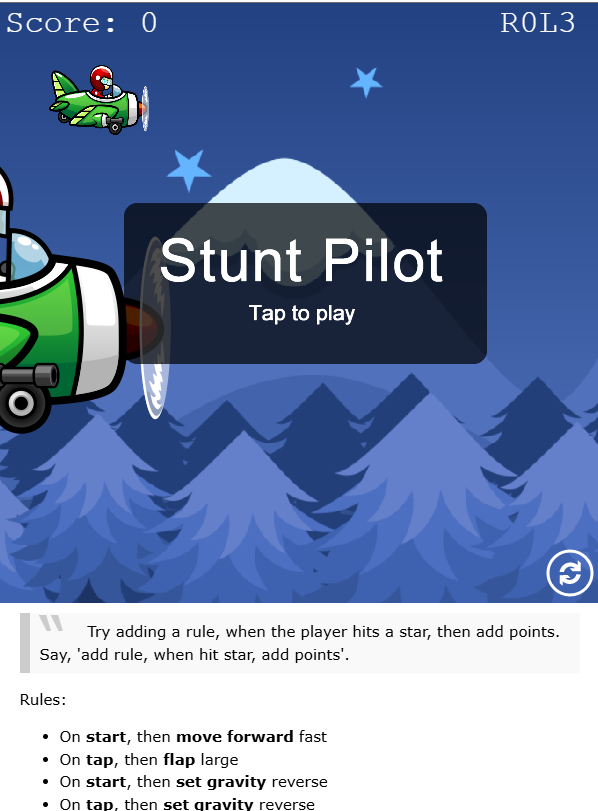 Score: 0 R0L3
Stunt Pilot
Tap to play
" Try adding a rule, when the player hits a star, then add points.
Say, 'add rule, when hit star, add points'.
Rules:
• On start, then move forward fast
• On tap, then flap large
• On start, then set gravity reverse
• On tap, then set gravity reverse